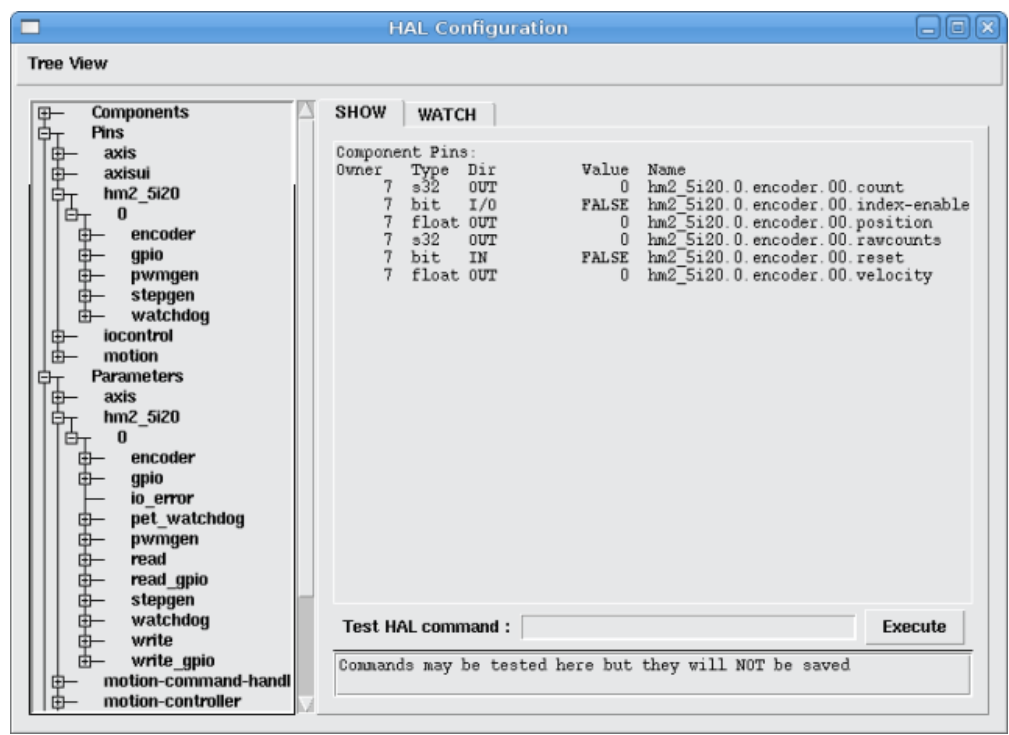 HAL Configuration
Tree View
Components
Pins
axis
axisui
hm2_5i20
0
encoder
gpio
pwmgen
stepgen
watchdog
iocontrol
motion
Parameters
axis
hm2_5i20
0
encoder
gpio
io_error
pet_watchdog
pwmgen
read
read_gpio
stepgen
watchdog
write
write_gpio
motion-command-handl
motion-controller
SHOW WATCH
Component Pins:
Owner Type Dir Value Name
7 s32 OUT 0 hm2_5i20.0.encoder.00.count
7 bit I/O FALSE hm2_5i20.0.encoder.00.index-enable
7 float OUT 0 hm2_5i20.0.encoder.00.position
7 s32 OUT 0 hm2_5i20.0.encoder.00.rawcounts
7 bit IN FALSE hm2_5i20.0.encoder.00.reset
7 float OUT 0 hm2_5i20.0.encoder.00.velocity
Test HAL command : Execute
Commands may be tested here but they will NOT be saved